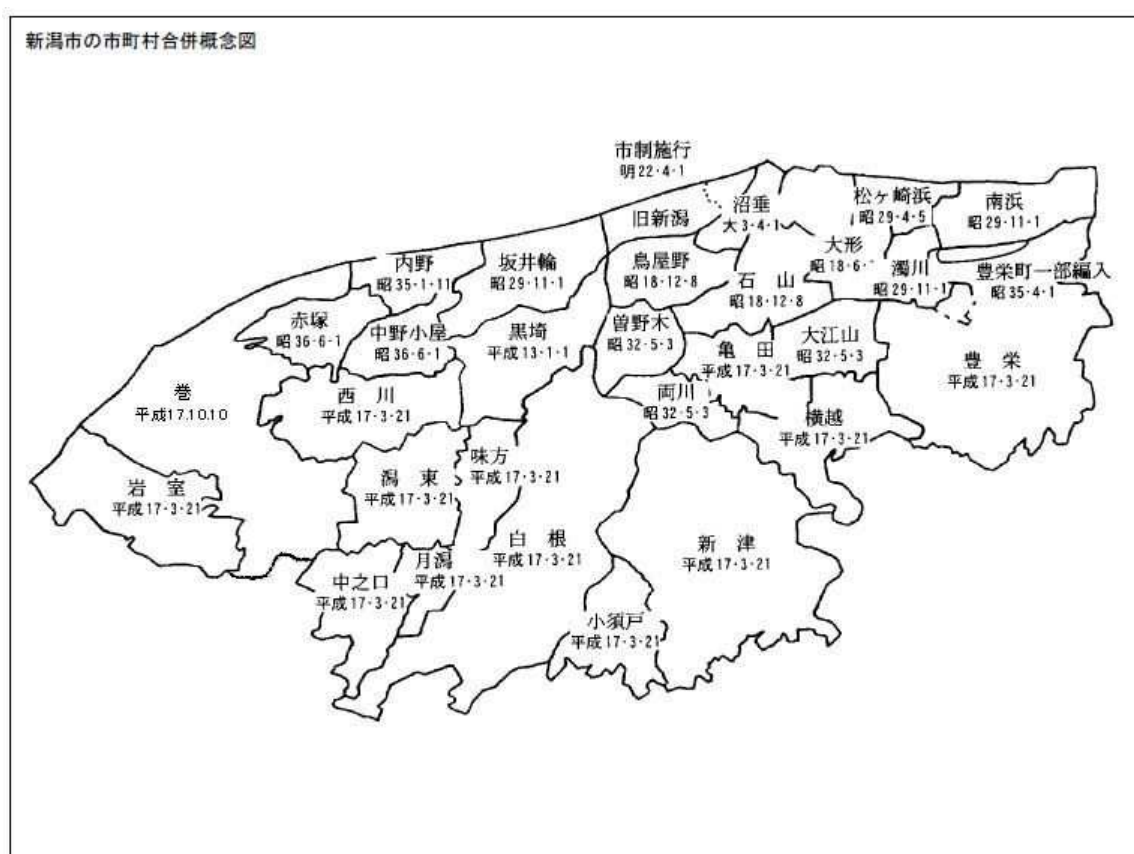 新潟市の市町村合併概念図
市制施行
明22・4・1
旧新潟
沼垂
大3・4・1
松ヶ崎浜
昭29・4・5
南浜
昭29・11・1
内野
昭35・1・11
坂井輪
昭29・11・1
鳥屋野
昭18・12・8
石山
昭18・12・8
大形
昭18・6・
濁川
昭29・11・1
豊栄町一部編入
昭35・4・1
赤塚
昭36・6・1
中野小屋
昭36・6・1
黒埼
平成13・1・1
曽野木
昭32・5・3
亀田
平成17・3・21
大江山
昭32・5・3
豊栄
平成17・3・21
巻
平成17.10.10
西川
平成17・3・21
両川
昭32・5・3
横越
平成17・3・21
岩室
平成17・3・21
潟東
平成17・3・21
味方
平成17・3・21
白根
平成17・3・21
新津
平成17・3・21
中之口
平成17・3・21
月潟
平成17・3・21
小須戸
平成17・3・21